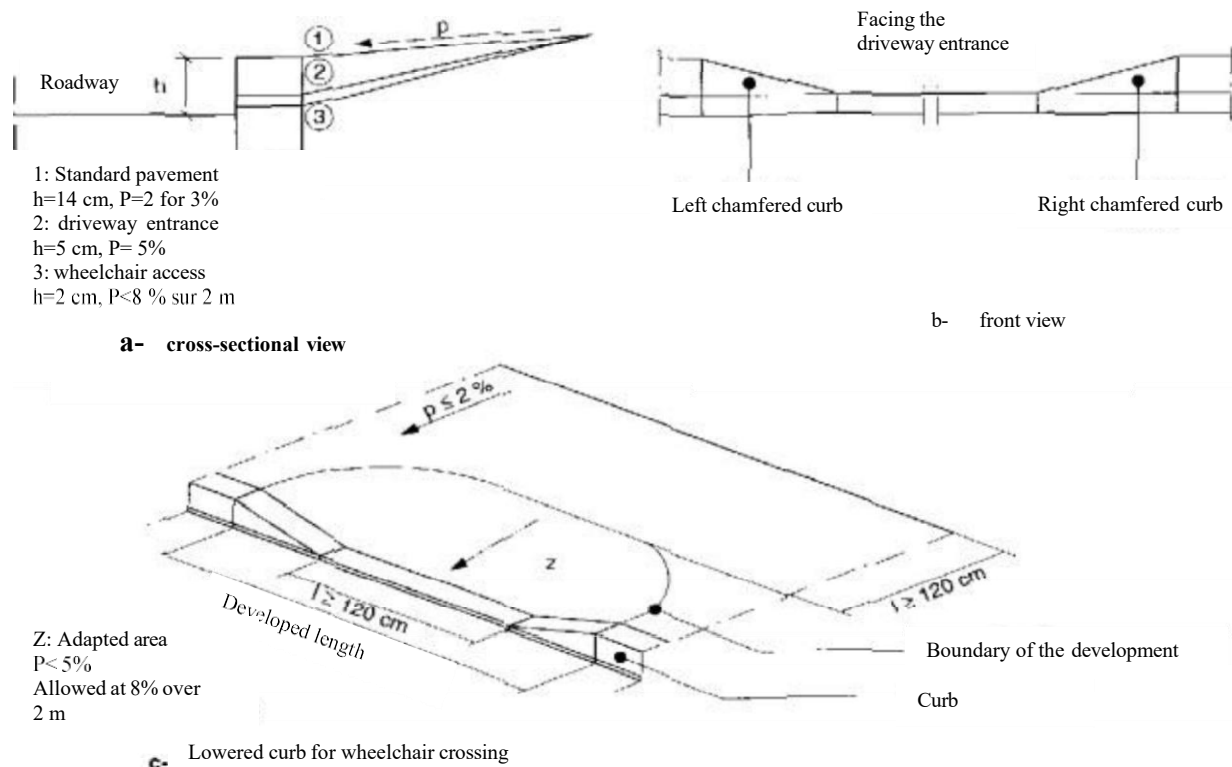 Roadway
h
1
2
3
p
1: Standard pavement
h=14 cm, P=2 for 3%
2: driveway entrance
h=5 cm, P= 5%
3: wheelchair access
h=2 cm, P<8 % sur 2 m
a- cross-sectional view
Facing the
driveway entrance
Left chamfered curb
Right chamfered curb
b- front view
p ≤ 2 %
z
l ≥ 120 cm
Developed length
l ≥ 120 cm
Z: Adapted area
P< 5%
Allowed at 8% over
2 m
Boundary of the development
Curb
c- Lowered curb for wheelchair crossing